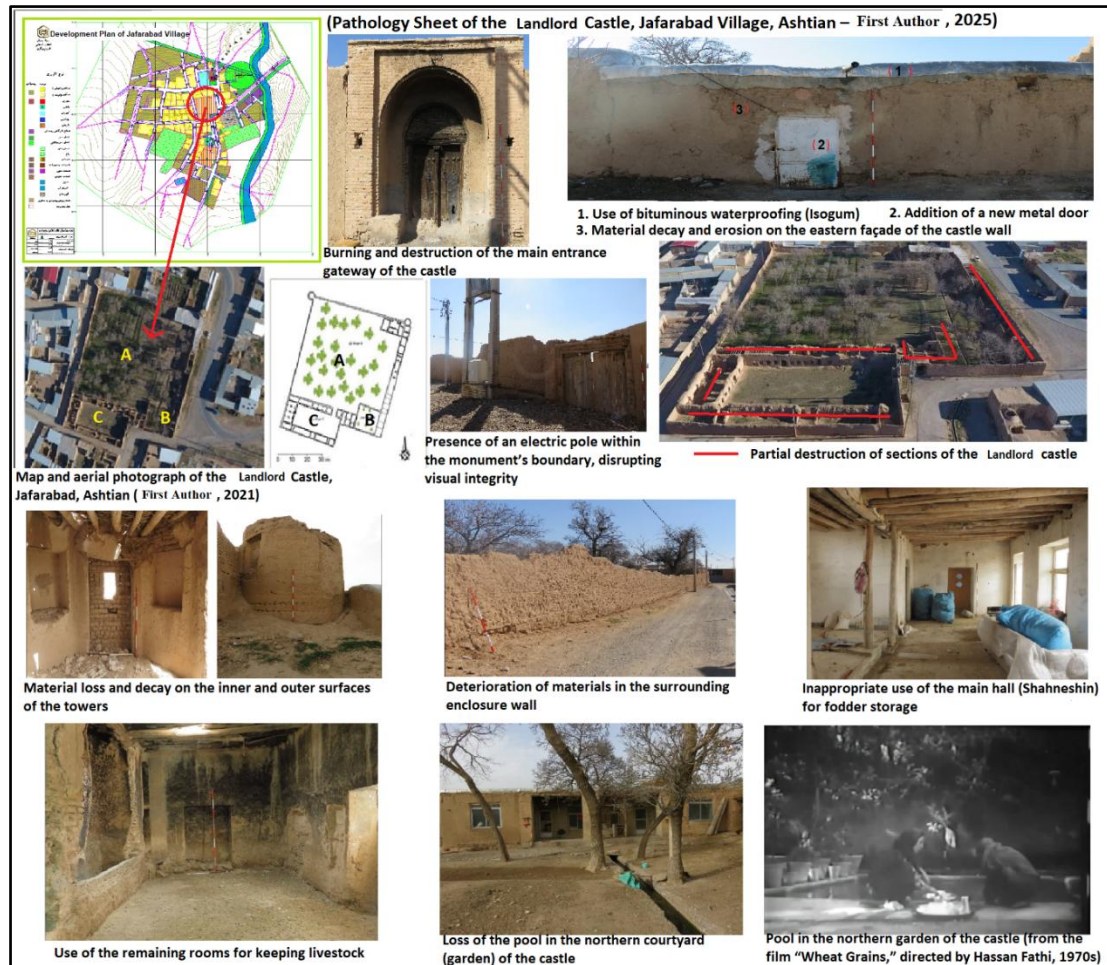 (Pathology Sheet of the Landlord Castle, Jafarabad Village, Ashtian – First Author , 2025)
Development Plan of Jafarabad Village
Burning and destruction of the main entrance
gateway of the castle
(1)
3
(2)
1. Use of bituminous waterproofing (Isogum) 2. Addition of a new metal door
3. Material decay and erosion on the eastern façade of the castle wall
A
C
B
A
C
B
0 5 10 20 30 m
Map and aerial photograph of the Landlord Castle,
Jafarabad, Ashtian ( First Author , 2021)
Presence of an electric pole within
the monument's boundary, disrupting
visual integrity
Partial destruction of sections of the Landlord castle
Material loss and decay on the inner and outer surfaces
of the towers
Deterioration of materials in the surrounding
enclosure wall
Inappropriate use of the main hall (Shahneshin)
for fodder storage
Use of the remaining rooms for keeping livestock
Loss of the pool in the northern courtyard
(garden) of the castle
Pool in the northern garden of the castle (from the
film “Wheat Grains,” directed by Hassan Fathi, 1970s)